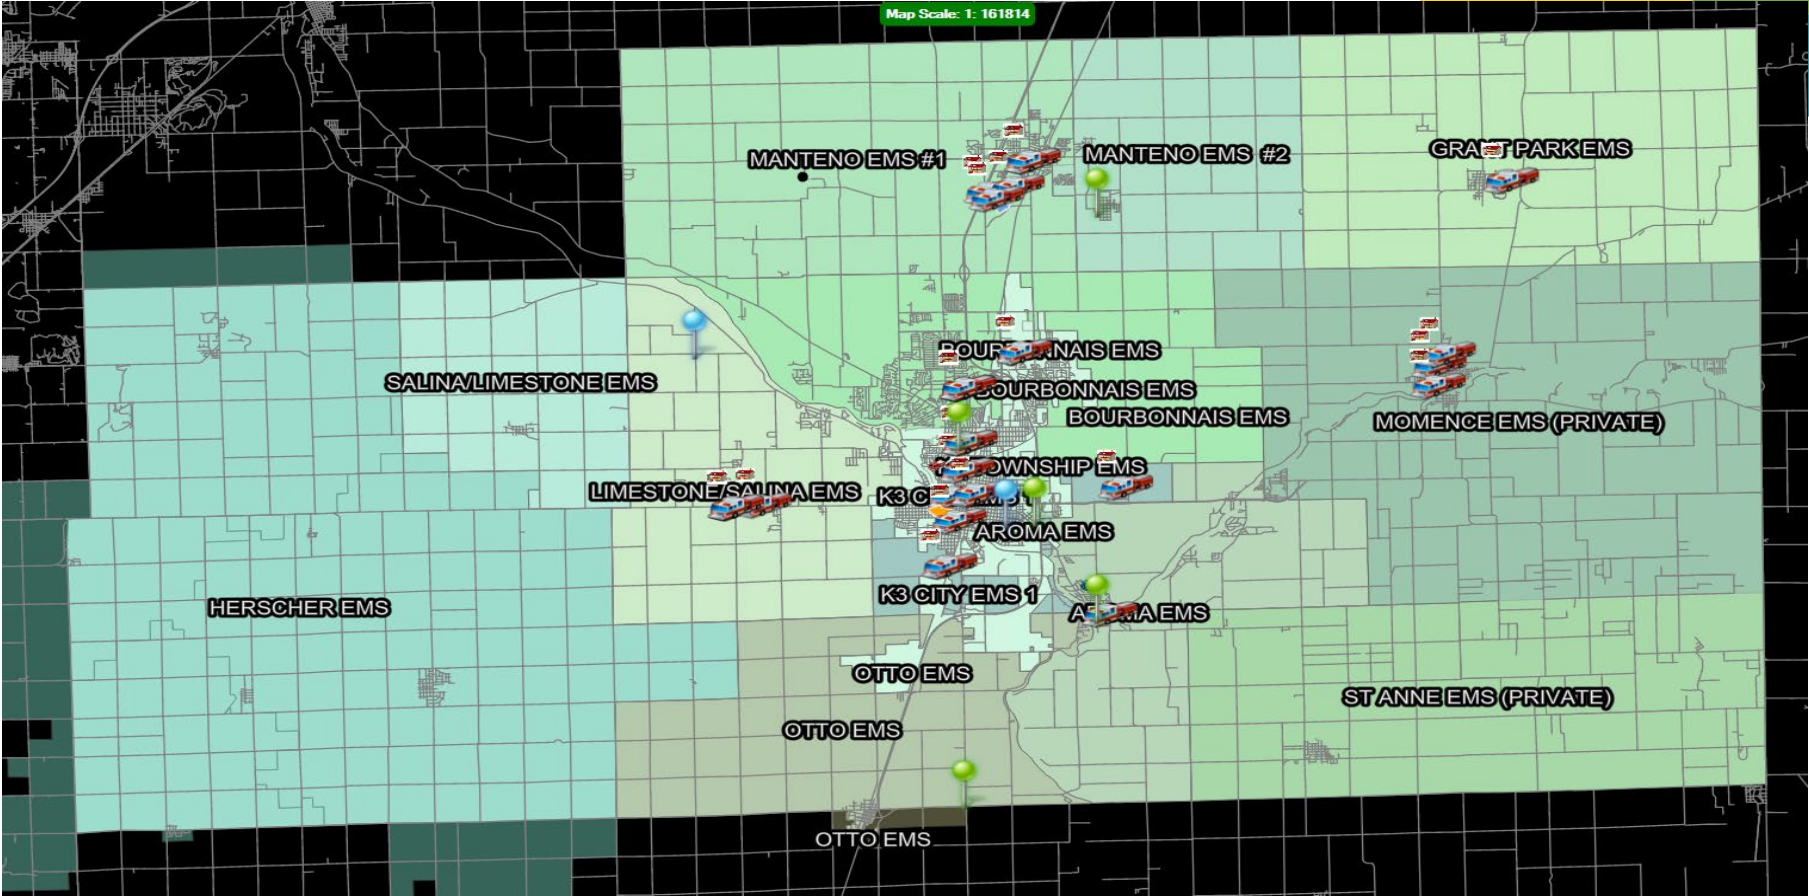 Map Scale: 1: 161814
MANTENO EMS #1
MANTENO EMS #2
GRANT PARK EMS
BOURBONNAIS EMS
SALINA/LIMESTONE EMS
BOURBONNAIS EMS
BOURBONNAIS EMS
MOMENCE EMS (PRIVATE)
TOWNSHIP EMS
LIMESTONE/SALINA EMS
K3 C
AROMA EMS
K3 CITY EMS 1
HERSCHER EMS
AROMA EMS
OTTO EMS
ST ANNE EMS (PRIVATE)
OTTO EMS
OTTO EMS